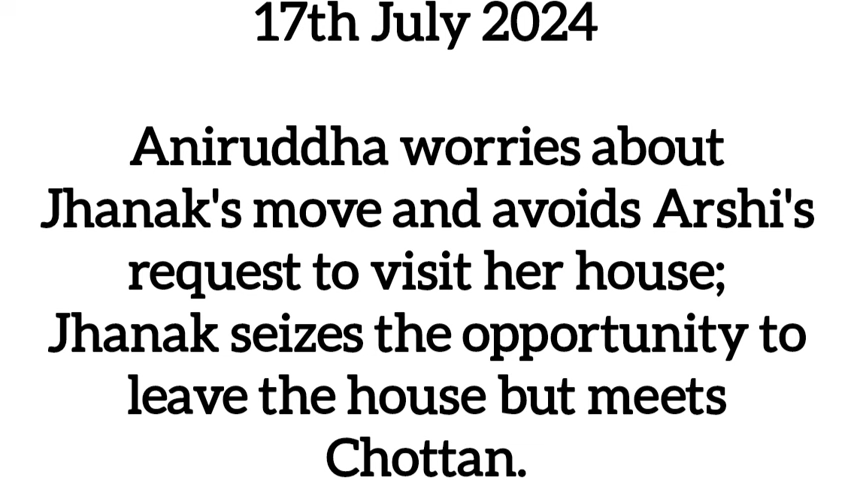 17th July 2024
Aniruddha worries about
Jhanak's move and avoids Arshi's
request to visit her house;
Jhanak seizes the opportunity to
leave the house but meets
Chottan.